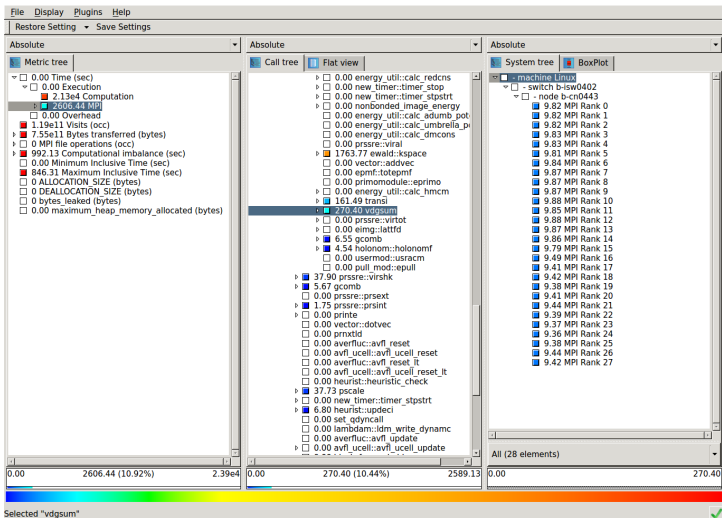 File Display Plugins Help
Restore Setting Save Settings
Absolute
Metric tree
0.00 Time (sec)
0.00 Execution
2.13e4 Computation
2606.44 MPI
0.00 Overhead
1.19e11 Visits (occ)
7.55e11 Bytes transferred (bytes)
0 MPI file operations (occ)
992.13 Computational imbalance (sec)
0.00 Minimum Inclusive Time (sec)
846.31 Maximum Inclusive Time (sec)
0 ALLOCATION_SIZE (bytes)
0 DEALLOCATION_SIZE (bytes)
0 bytes_leaked (bytes)
0.00 maximum_heap_memory_allocated (bytes)
0.00 2606.44 (10.92%) 2.39e4
Absolute
Call tree Flat view
0.00 energy_util::calc_redcns
0.00 new_timer::timer_stop
0.00 new_timer::timer_stpstrt
0.00 nonbonded_image_energy
0.00 energy_util::calc_adumb_pot
0.00 energy_util::calc_umbrella_p
0.00 energy_util::calc_dmcons
0.00 prssre::viral
1763.77 ewald::kspace
0.00 vector::addvec
0.00 epmf::totepmf
0.00 primomodule::eprimo
0.00 energy_util::calc_hmcm
161.49 transi
270.40 vdgsum
0.00 prssre::virtot
0.00 eimg::lattfd
6.55 gcomb
4.54 holonom::holonomf
0.00 usermod::usracm
0.00 pull_mod::epull
37.90 prssre::virshk
5.67 gcomb
0.00 prssre::prsext
1.75 prssre::prsint
0.00 printe
0.00 vector::dotvec
0.00 prnxtld
0.00 averfluc::avfl_reset
0.00 avfl_ucell::avfl_ucell_reset
0.00 averfluc::avfl_reset_lt
0.00 avfl_ucell::avfl_ucell_reset_lt
0.00 heurist::heuristic_check
37.73 pscale
0.00 new_timer::timer_stpstrt
6.80 heurist::updeci
0.00 set_qdyncall
0.00 lambdam::ldm_write_dynamc
0.00 averfluc::avfl_update
0.00 avfl_ucell::avfl_ucell_update
0.00 270.40 (10.44%) 2589.13
Absolute
System tree BoxPlot
- machine Linux
- switch b-isw0402
- node b-cn0443
9.82 MPI Rank 0
9.82 MPI Rank 1
9.82 MPI Rank 2
9.83 MPI Rank 3
9.83 MPI Rank 4
9.81 MPI Rank 5
9.84 MPI Rank 6
9.87 MPI Rank 7
9.87 MPI Rank 8
9.87 MPI Rank 9
9.88 MPI Rank 10
9.85 MPI Rank 11
9.88 MPI Rank 12
9.87 MPI Rank 13
9.86 MPI Rank 14
9.79 MPI Rank 15
9.49 MPI Rank 16
9.41 MPI Rank 17
9.42 MPI Rank 18
9.38 MPI Rank 19
9.41 MPI Rank 20
9.44 MPI Rank 21
9.39 MPI Rank 22
9.37 MPI Rank 23
9.36 MPI Rank 24
9.38 MPI Rank 25
9.44 MPI Rank 26
9.42 MPI Rank 27
All (28 elements)
0.00 270.40
Selected "vdgsum"